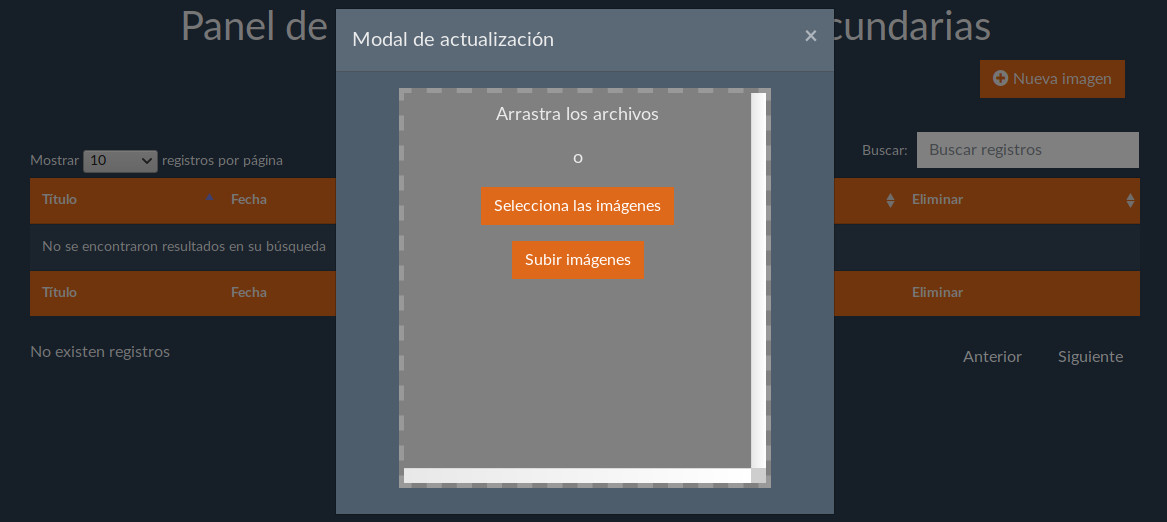 Panel de
cundarias
Modal de actualización
×
Nueva imagen
Arrastra los archivos
o
Selecciona las imágenes
Subir imágenes
Mostrar 10 registros por página
Buscar: Buscar registros
Título Fecha Eliminar
No se encontraron resultados en su búsqueda
Título Fecha Eliminar
No existen registros
Anterior Siguiente